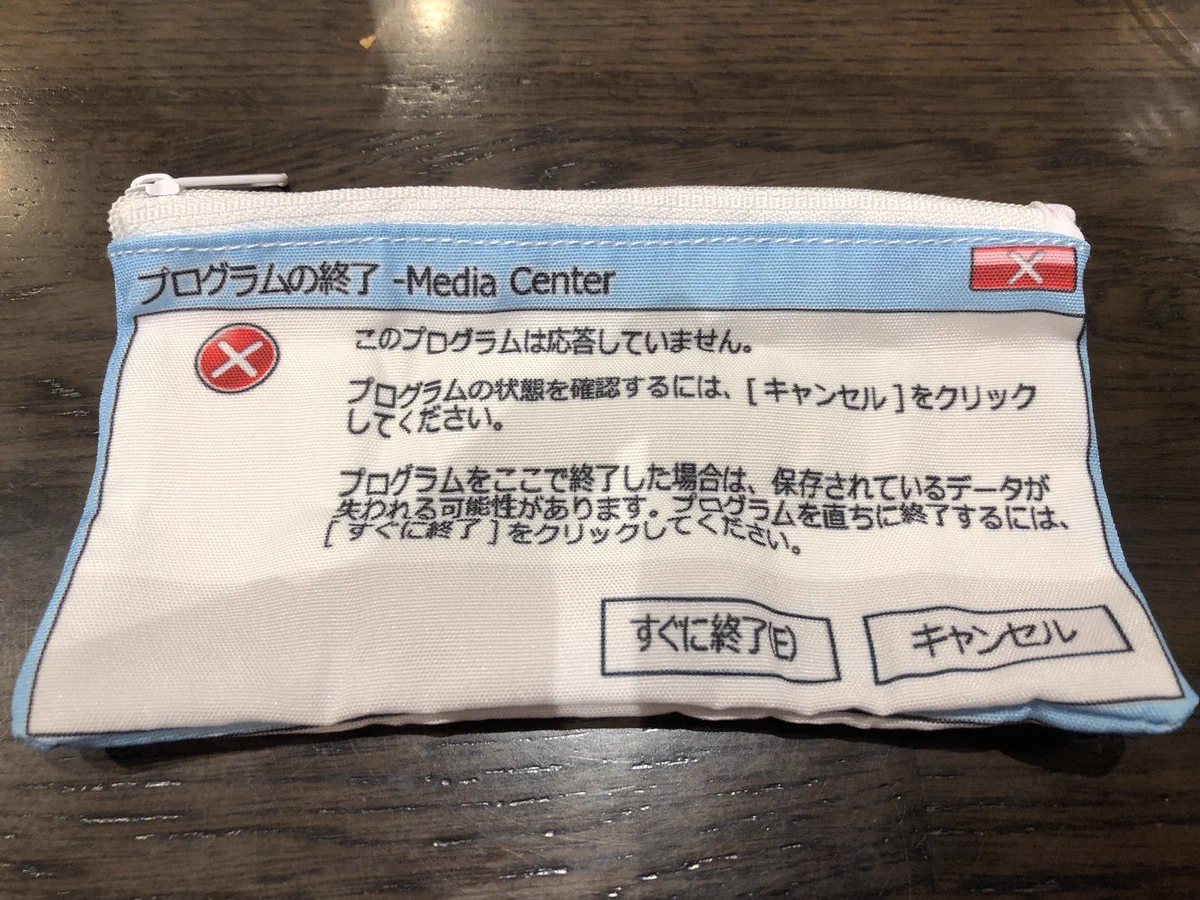 プログラムの終了 -Media Center
このプログラムは応答していません。
プログラムの状態を確認するには、[ キャンセル ]をクリック
してください。
プログラムをここで終了した場合は、保存されているデータが
失われる可能性があります。プログラムを直ちに終了するには、
[ すぐに終了 ]をクリックしてください。
すぐに終了(E)
キャンセル